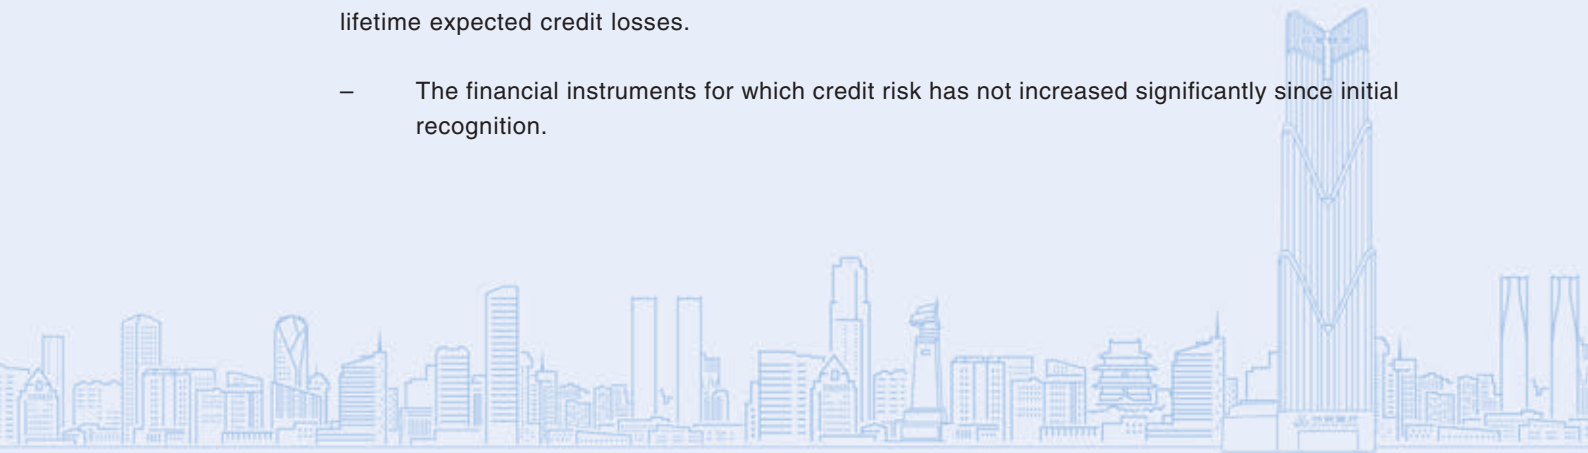 lifetime expected credit losses.
– The financial instruments for which credit risk has not increased significantly since initial
recognition.